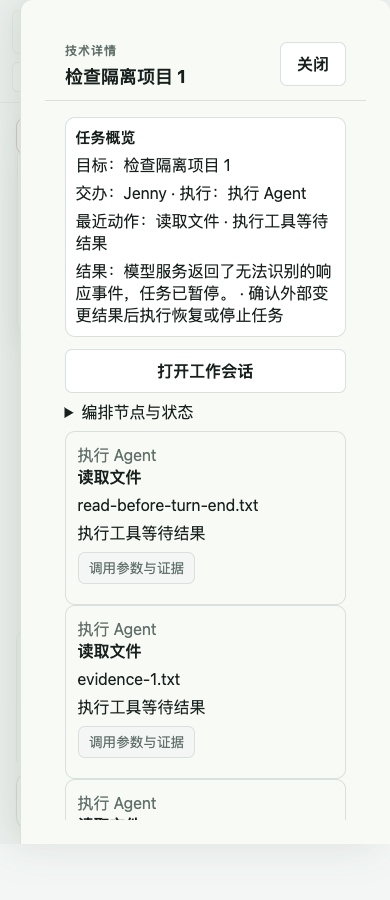 技术详情
检查隔离项目 1
关闭
任务概览
目标：检查隔离项目 1
交办：Jenny · 执行：执行 Agent
最近动作：读取文件 · 执行工具等待
结果
结果：模型服务返回了无法识别的响
应事件，任务已暂停。 · 确认外部变
更结果后执行恢复或停止任务
打开工作会话
▶ 编排节点与状态
执行 Agent
读取文件
read-before-turn-end.txt
执行工具等待结果
调用参数与证据
执行 Agent
读取文件
evidence-1.txt
执行工具等待结果
调用参数与证据
执行 Agent